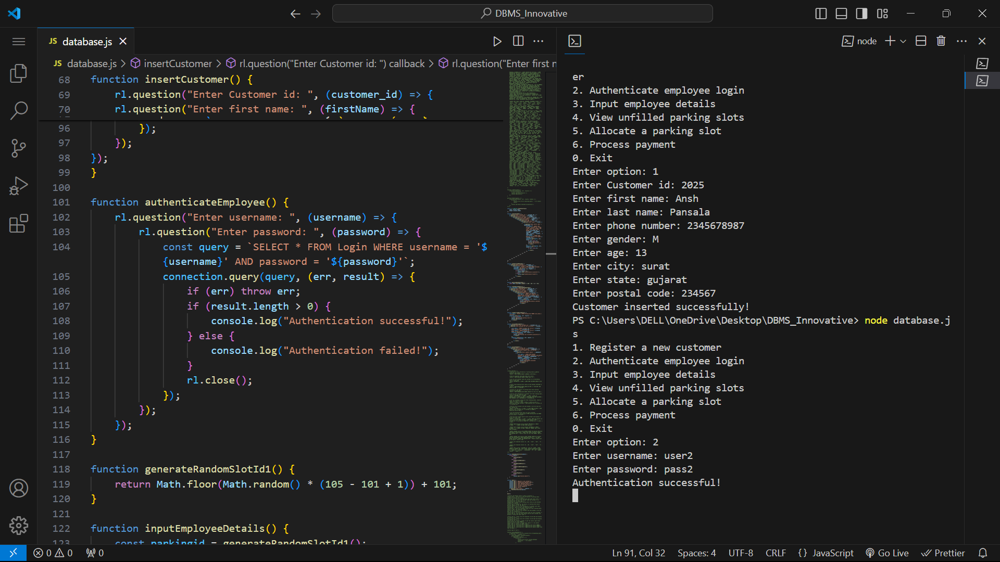 DBMS_Innovative
JS database.js
JS database.js > insertCustomer > rl.question("Enter Customer id: ") callback > rl.question("Enter first n
68 function insertCustomer() {
69 rl.question("Enter Customer id: ", (customer_id) => {
70 rl.question("Enter first name: ", (firstName) => {
96 });
97 });
98 });
99 }
100
101 function authenticateEmployee() {
102 rl.question("Enter username: ", (username) => {
103 rl.question("Enter password: ", (password) => {
104 const query = `SELECT * FROM Login WHERE username = '$
{username}' AND password = '${password}'`;
105 connection.query(query, (err, result) => {
106 if (err) throw err;
107 if (result.length > 0) {
108 console.log("Authentication successful!");
109 } else {
110 console.log("Authentication failed!");
111 }
112 rl.close();
113 });
114 });
115 });
116 }
117
118 function generateRandomSlotId1() {
119 return Math.floor(Math.random() * (105 - 101 + 1)) + 101;
120 }
121
122 function inputEmployeeDetails() {
123 const parkingid = generateRandomSlotId1();
node
er
2. Authenticate employee login
3. Input employee details
4. View unfilled parking slots
5. Allocate a parking slot
6. Process payment
0. Exit
Enter option: 1
Enter Customer id: 2025
Enter first name: Ansh
Enter last name: Pansala
Enter phone number: 2345678987
Enter gender: M
Enter age: 13
Enter city: surat
Enter state: gujarat
Enter postal code: 234567
Customer inserted successfully!
PS C:\Users\DELL\OneDrive\Desktop\DBMS_Innovative> node database.j
s
1. Register a new customer
2. Authenticate employee login
3. Input employee details
4. View unfilled parking slots
5. Allocate a parking slot
6. Process payment
0. Exit
Enter option: 2
Enter username: user2
Enter password: pass2
Authentication successful!
0 0 0 Ln 91, Col 32 Spaces: 4 UTF-8 CRLF {} JavaScript Go Live Prettier